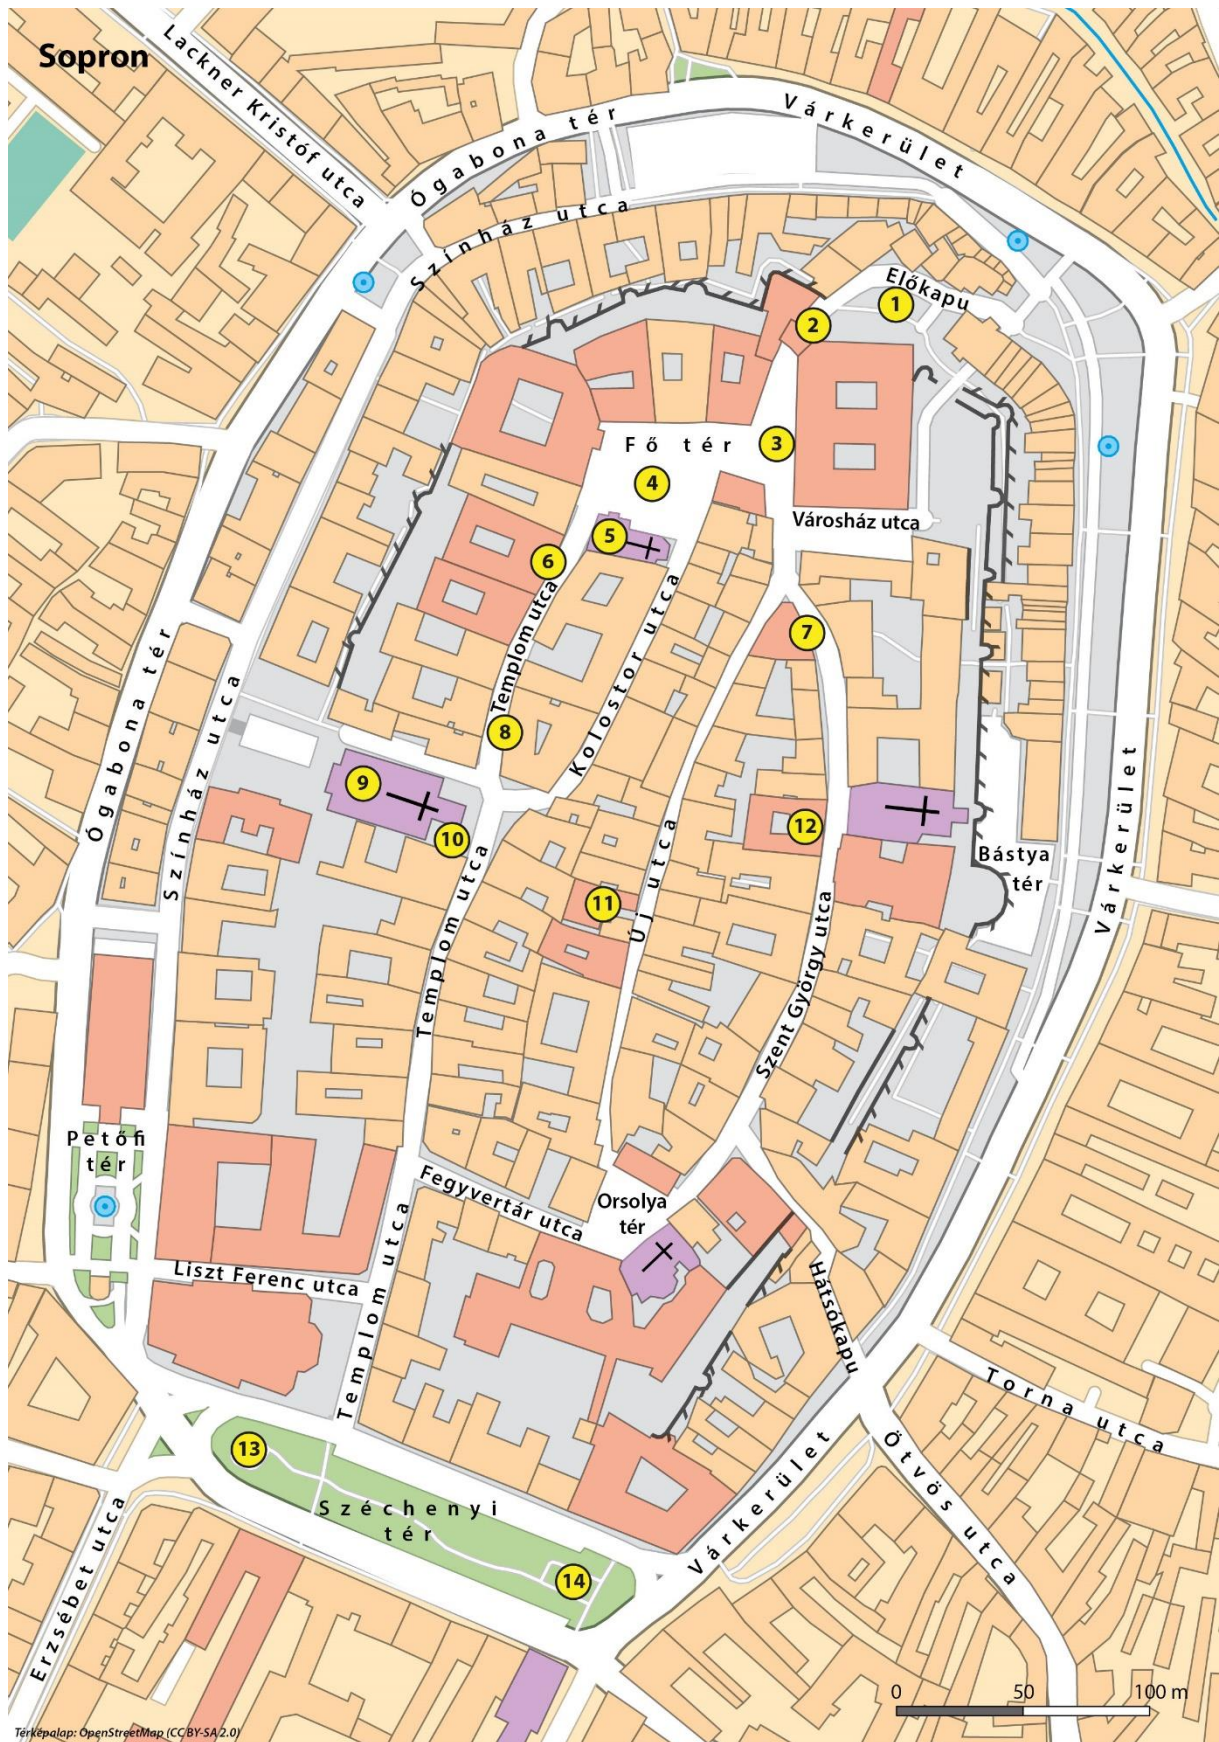 Sopron
Lackner Kristóf utca
Ógabona tér
Várkerület
Színház utca
Előkapu
1
2
Fő tér
3
4
Városház utca
5
6
Templom utca
Kolostor utca
7
8
Ógabona tér
Színház utca
9
10
12
Várkerület
Bástya
tér
Templom utca
11
Új utca
Szent György utca
Petőfi
tér
Fegyvertár utca
Orsolya
tér
Liszt Ferenc utca
Templom utca
Hátsókapu
Torna utca
13
Széchenyi
tér
14
Várkerület
Ötvös utca
Erzsébet utca
0 50 100 m
Térképalap: OpenStreetMap (CC BY-SA 2.0)